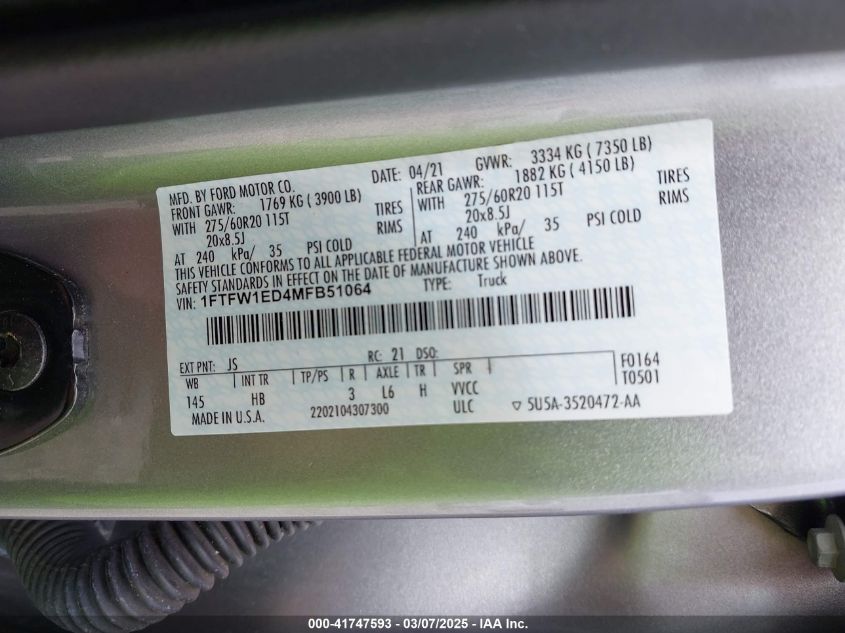 MFD. BY FORD MOTOR CO. DATE: 04/21 GVWR: 3334 KG ( 7350 LB)
FRONT GAWR: 1769 KG ( 3900 LB) REAR GAWR: 1882 KG ( 4150 LB)
WITH 275/60R20 115T TIRES WITH 275/60R20 115T TIRES
20x8.5J RIMS 20x8.5J RIMS
AT 240 kPa/ 35 PSI COLD AT 240 kPa/ 35 PSI COLD
THIS VEHICLE CONFORMS TO ALL APPLICABLE FEDERAL MOTOR VEHICLE
SAFETY STANDARDS IN EFFECT ON THE DATE OF MANUFACTURE SHOWN ABOVE.
VIN: 1FTFW1ED4MFB51064 TYPE: Truck
EXT PNT: JS RC: 21 DSO: F0164
WB INT TR TP/PS R AXLE TR SPR T0501
145 HB 3 L6 H VVCC
MADE IN U.S.A. 2202104307300 ULC ▽ 5U5A-3520472-AA
000-41747593 - 03/07/2025 - IAA Inc.